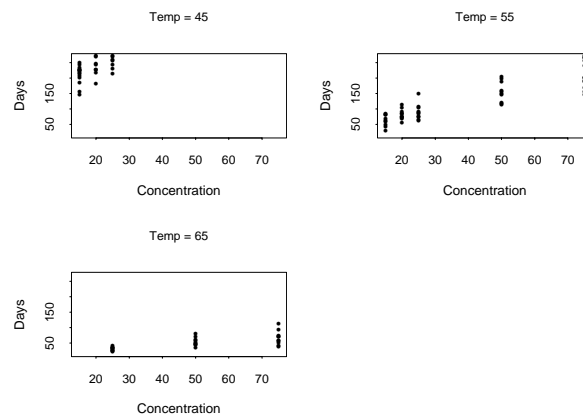 Temp = 45
Days
50 150
20 30 40 50 60 70
Concentration
Temp = 55
Days
50 150
20 30 40 50 60 70
Concentration
Temp = 65
Days
50 150
20 30 40 50 60 70
Concentration